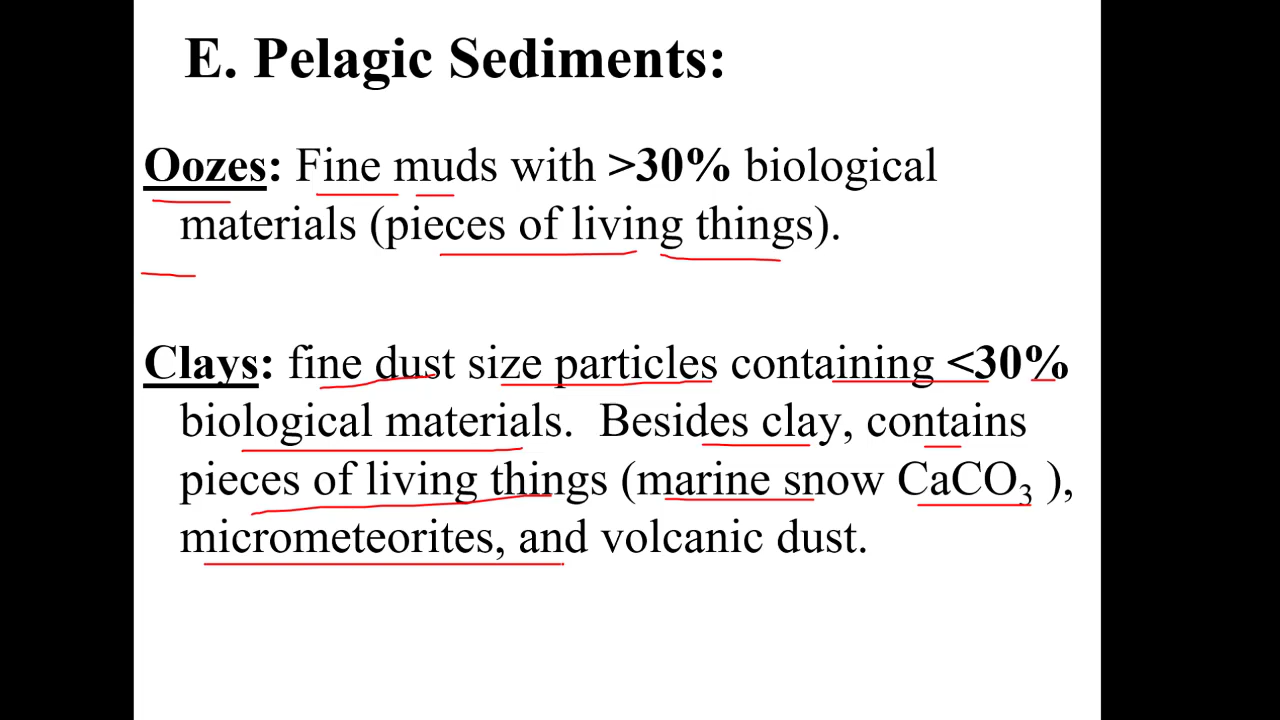 E. Pelagic Sediments:
Oozes: Fine muds with >30% biological
materials (pieces of living things).
Clays: fine dust size particles containing <30%
biological materials.  Besides clay, contains
pieces of living things (marine snow CaCO₃ ),
micrometeorites, and volcanic dust.